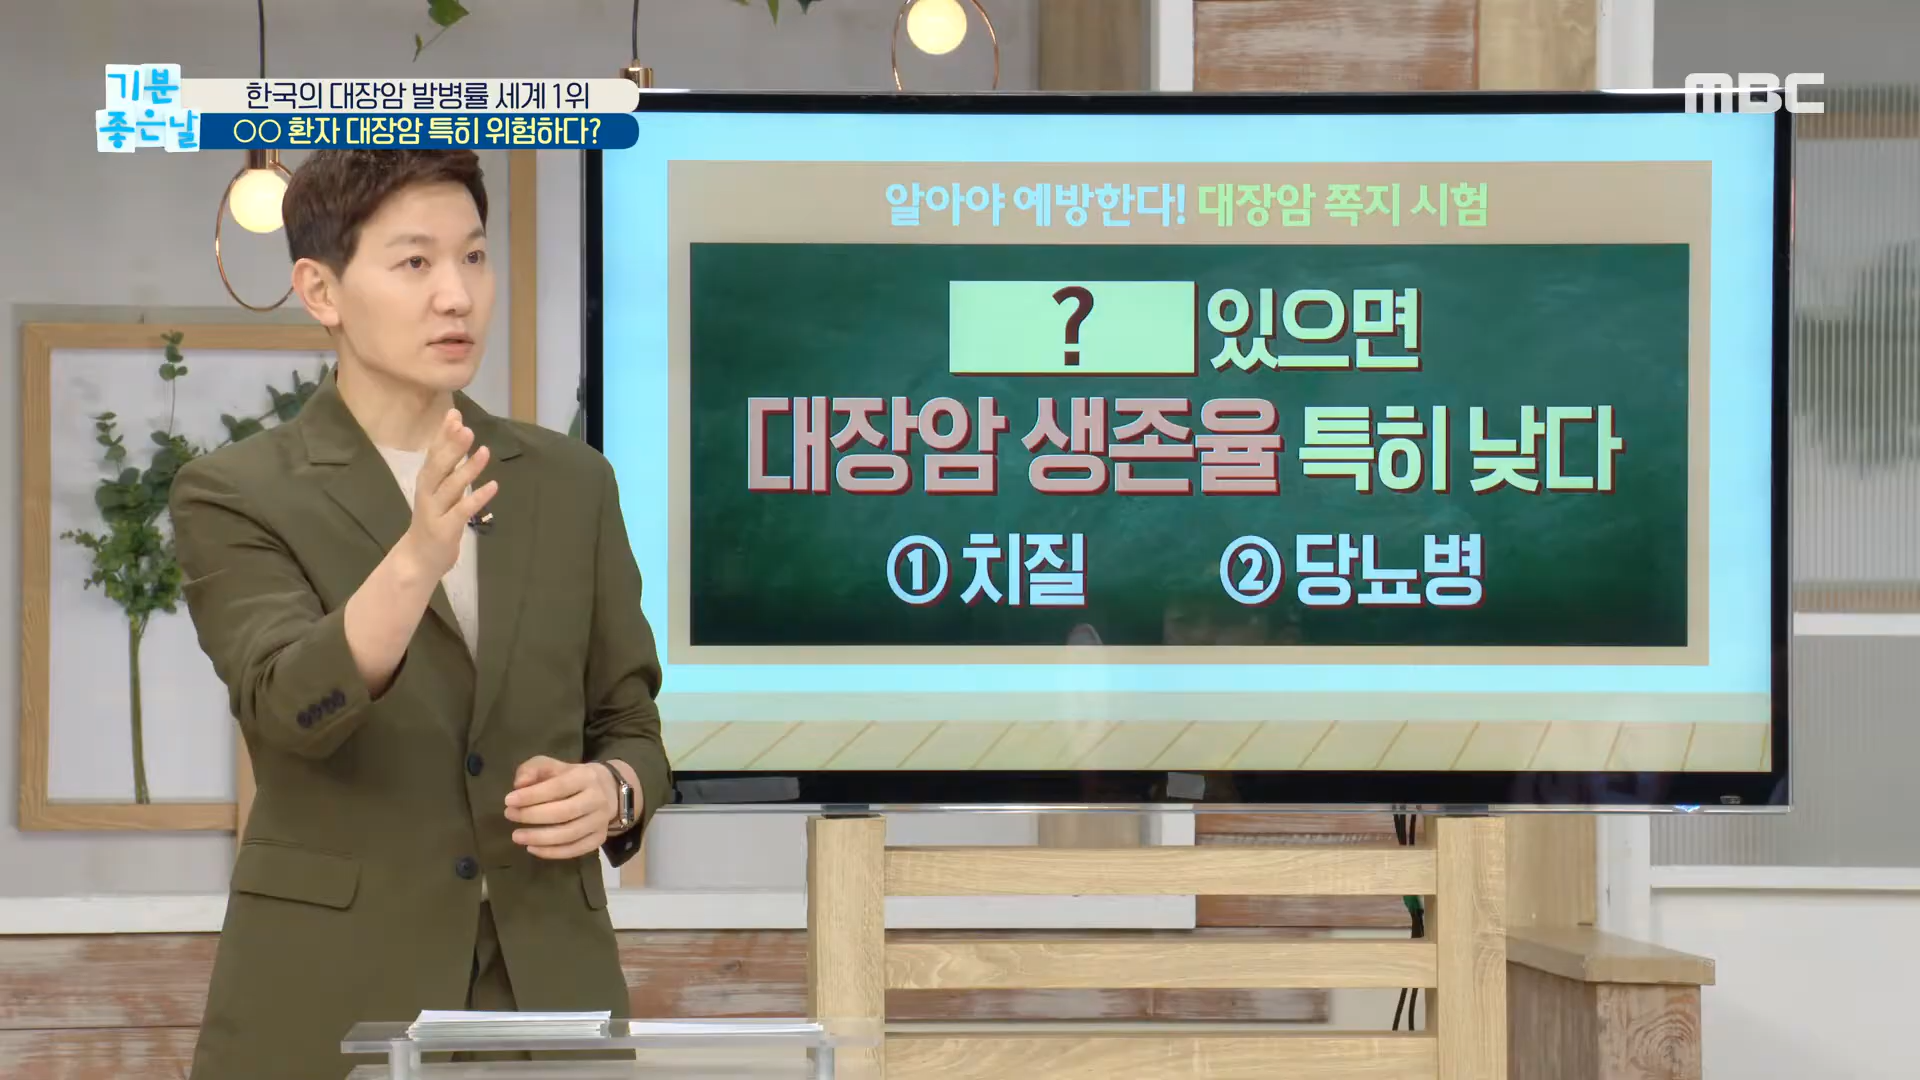 기분
좋은날
한국의 대장암 발병률 세계 1위
○○ 환자 대장암 특히 위험하다?
MBC
알아야 예방한다! 대장암 쪽지 시험
? 있으면
대장암 생존율 특히 낮다
① 치질 ② 당뇨병